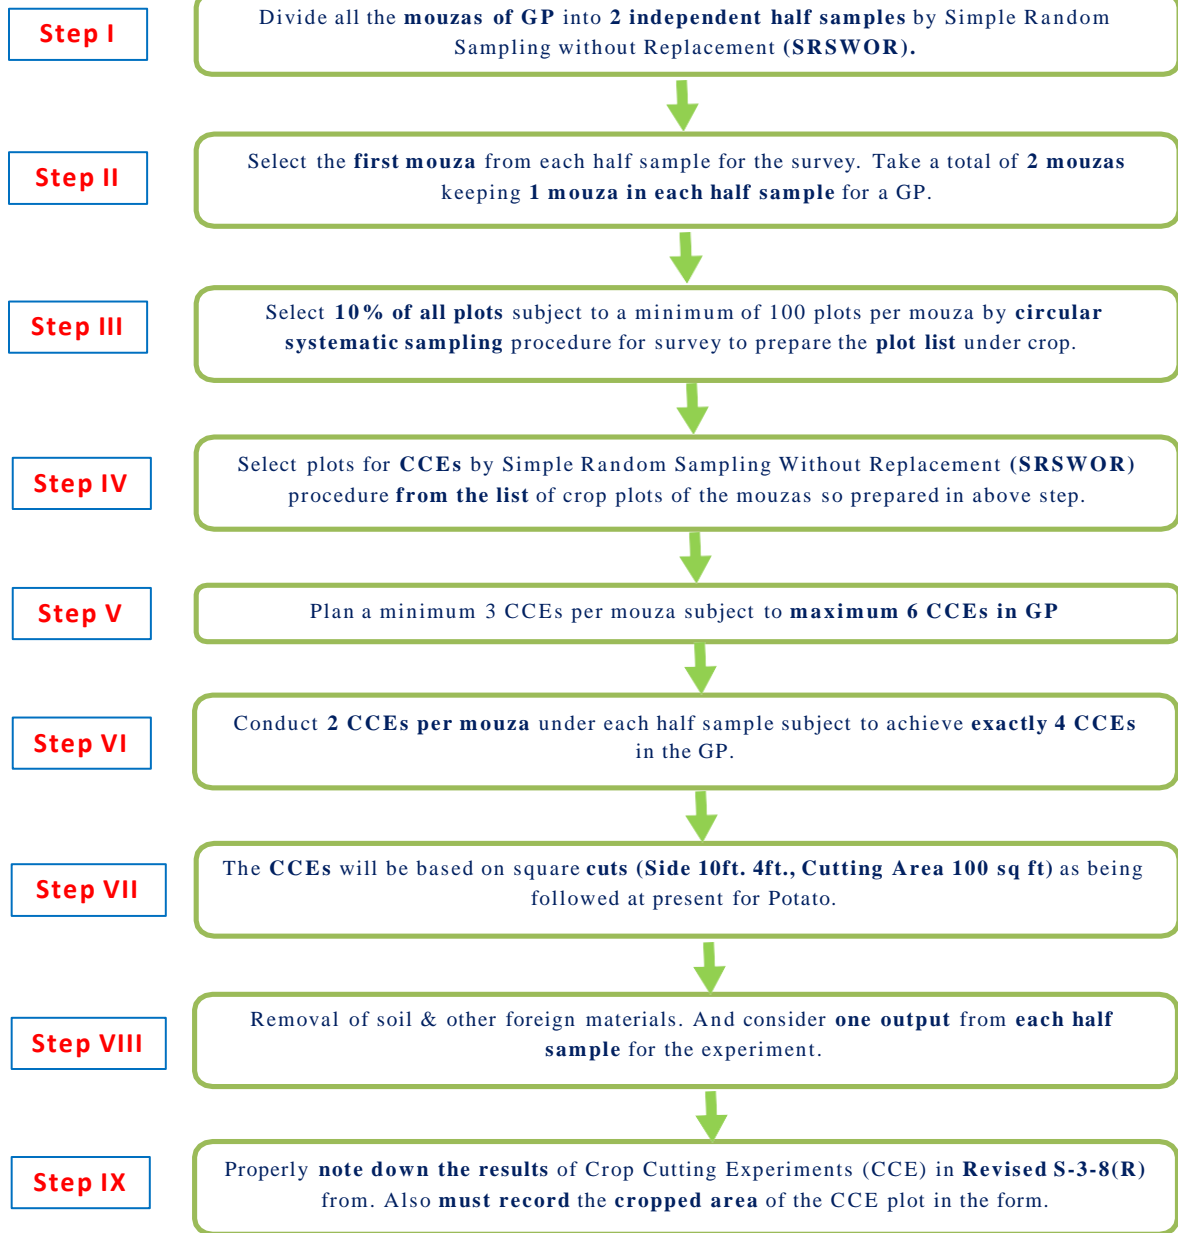 Step I
Divide all the mouzas of GP into 2 independent half samples by Simple Random
Sampling without Replacement (SRSWOR).
Step II
Select the first mouza from each half sample for the survey. Take a total of 2 mouzas
keeping 1 mouza in each half sample for a GP.
Step III
Select 10% of all plots subject to a minimum of 100 plots per mouza by circular
systematic sampling procedure for survey to prepare the plot list under crop.
Step IV
Select plots for CCEs by Simple Random Sampling Without Replacement (SRSWOR)
procedure from the list of crop plots of the mouzas so prepared in above step.
Step V
Plan a minimum 3 CCEs per mouza subject to maximum 6 CCEs in GP
Step VI
Conduct 2 CCEs per mouza under each half sample subject to achieve exactly 4 CCEs
in the GP.
Step VII
The CCEs will be based on square cuts (Side 10ft. 4ft., Cutting Area 100 sq ft) as being
followed at present for Potato.
Step VIII
Removal of soil & other foreign materials. And consider one output from each half
sample for the experiment.
Step IX
Properly note down the results of Crop Cutting Experiments (CCE) in Revised S-3-8(R)
from. Also must record the cropped area of the CCE plot in the form.